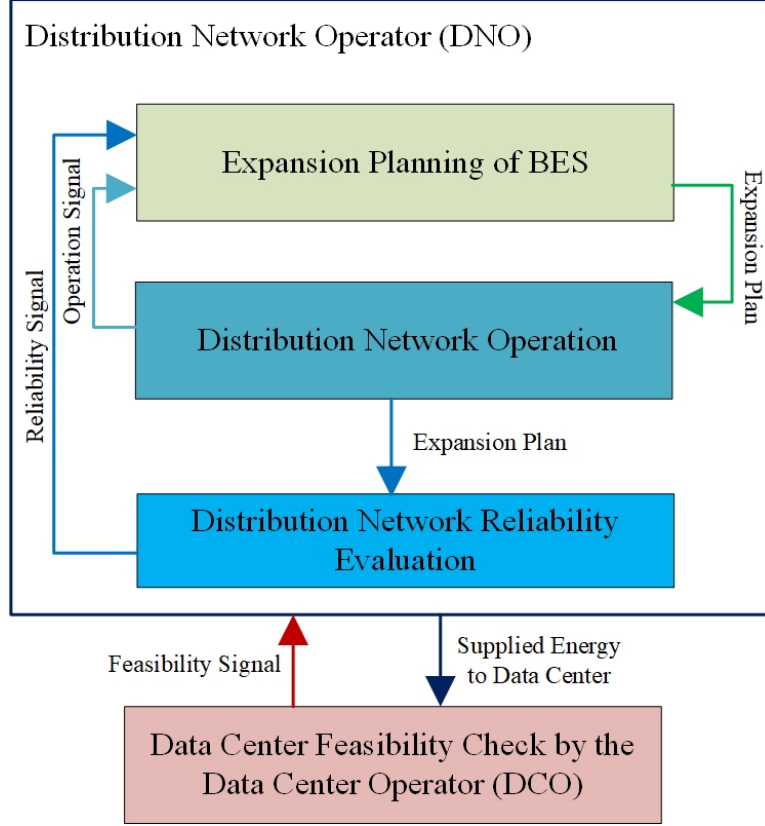 Distribution Network Operator (DNO)
Expansion Planning of BES
Reliability Signal
Operation Signal
Expansion Plan
Distribution Network Operation
Expansion Plan
Distribution Network Reliability
Evaluation
Feasibility Signal
Supplied Energy
to Data Center
Data Center Feasibility Check by the
Data Center Operator (DCO)